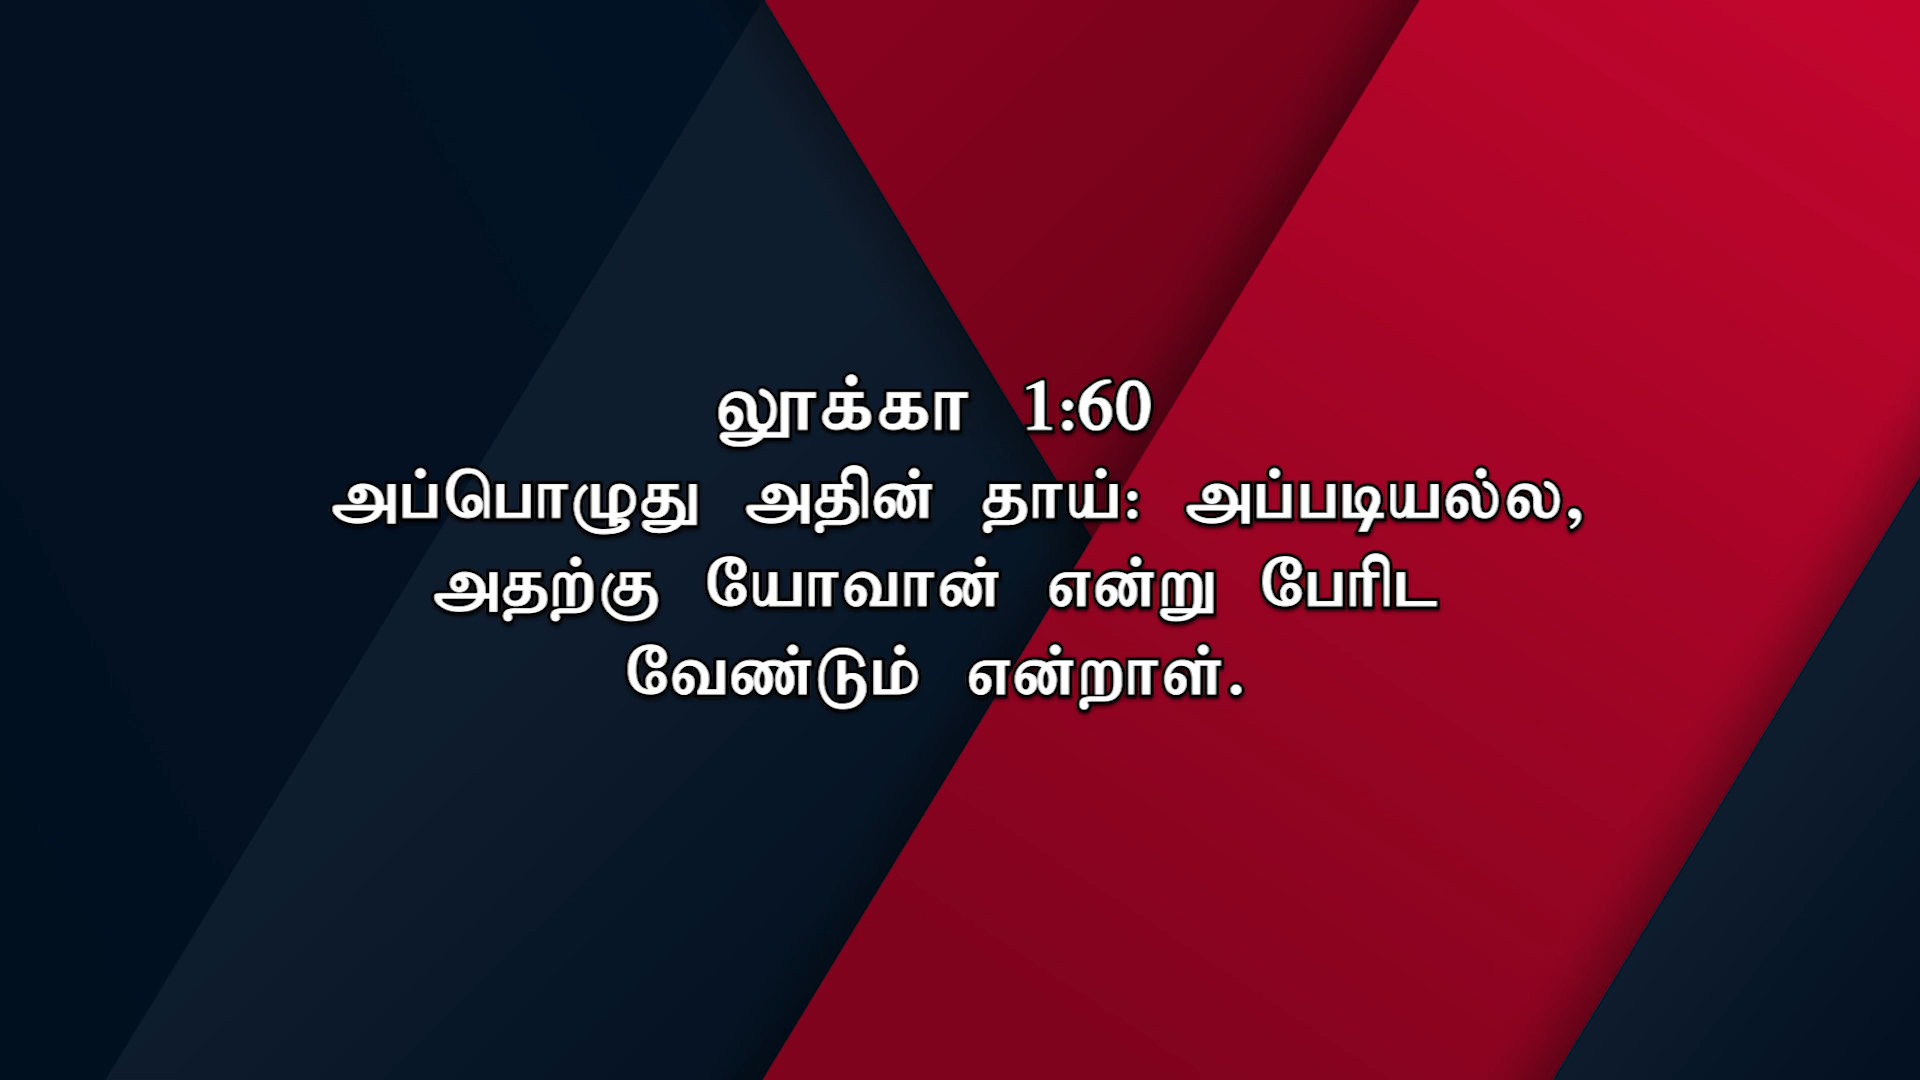 லூக்கா 1:60
அப்பொழுது அதின் தாய்: அப்படியல்ல,
அதற்கு யோவான் என்று பேரிட
வேண்டும் என்றாள்.